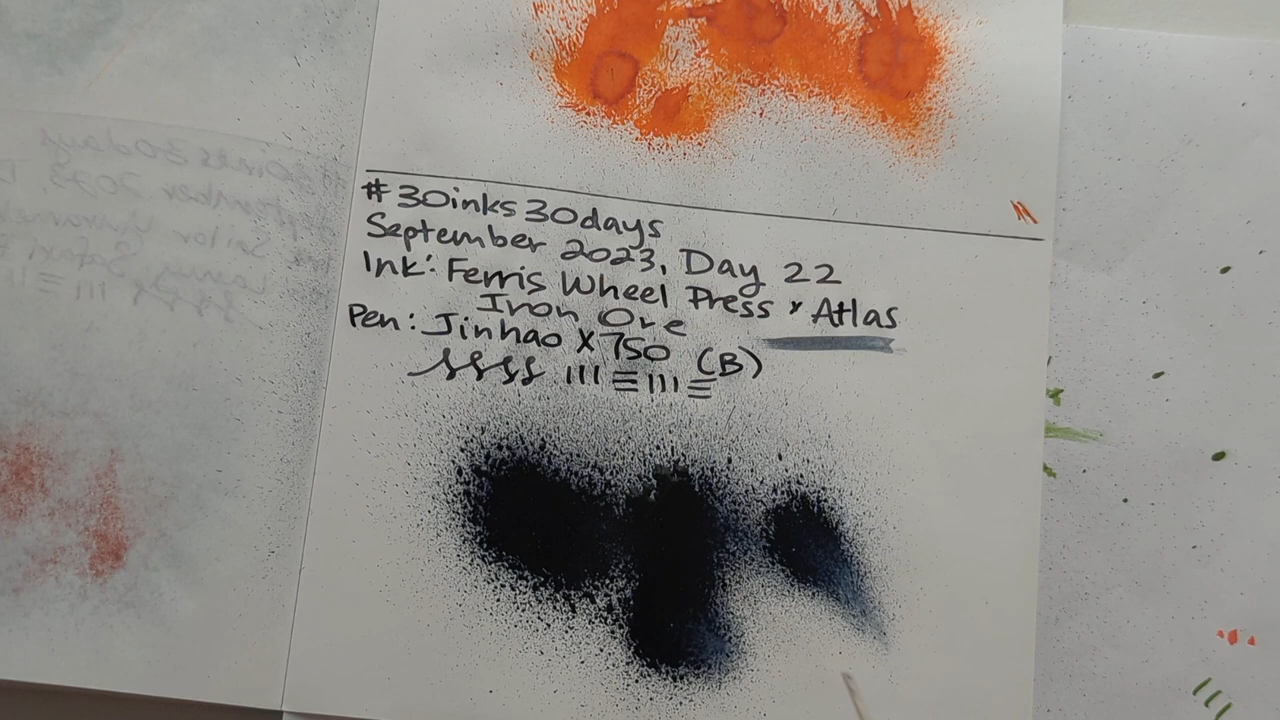 #30inks30days
September 2023, Day 22
Ink: Ferris Wheel Press x Atlas
Iron Ore
Pen: Jinhao X750 (B)